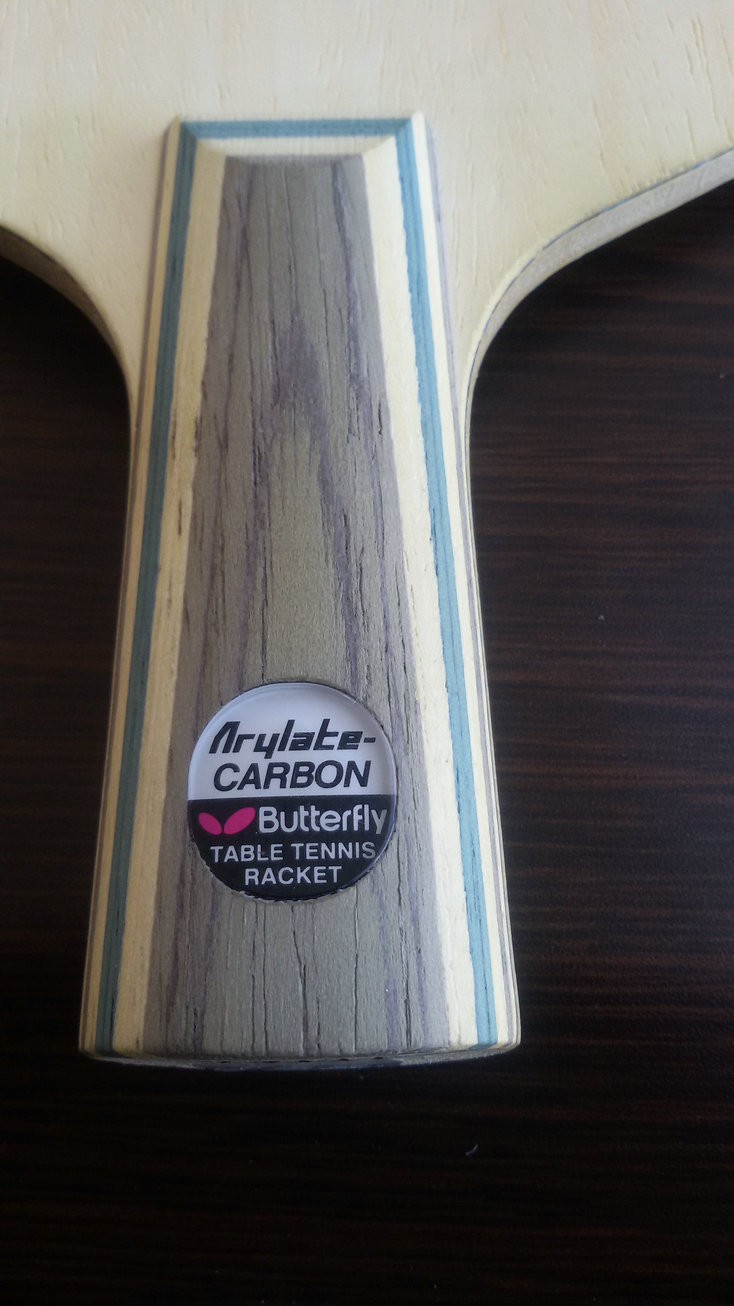 Arylate-
CARBON
Butterfly
TABLE TENNIS
RACKET